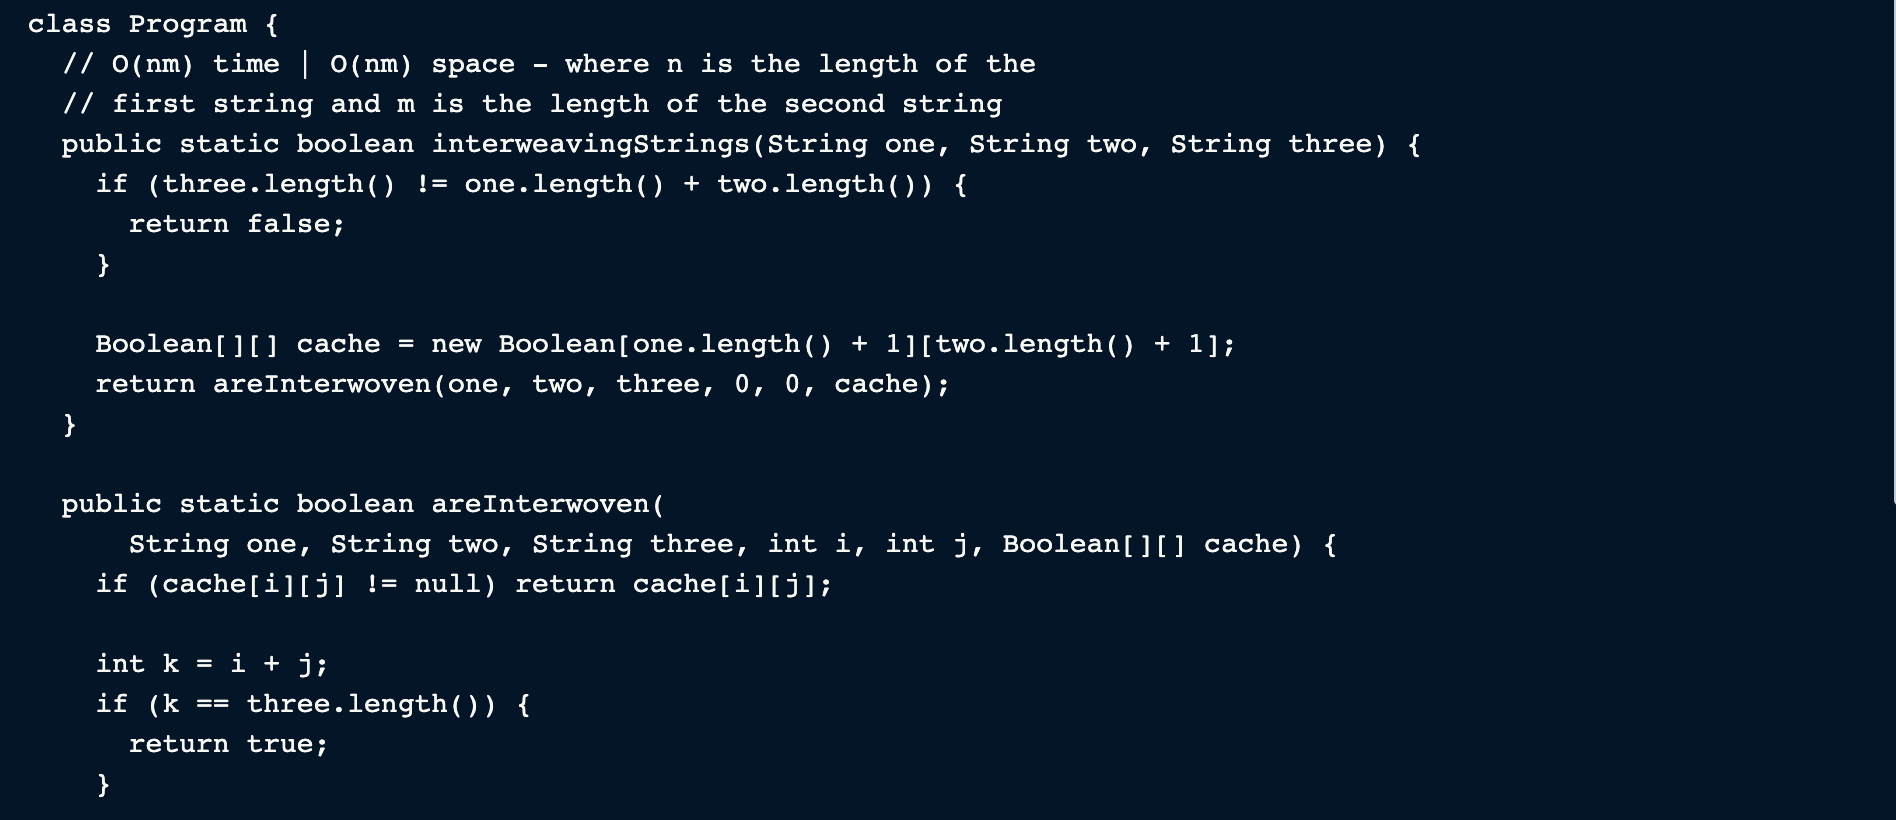 class Program {
  // O(nm) time | O(nm) space – where n is the length of the
  // first string and m is the length of the second string
  public static boolean interweavingStrings(String one, String two, String three) {
    if (three.length() != one.length() + two.length()) {
      return false;
    }

    Boolean[][] cache = new Boolean[one.length() + 1][two.length() + 1];
    return areInterwoven(one, two, three, 0, 0, cache);
  }

  public static boolean areInterwoven(
      String one, String two, String three, int i, int j, Boolean[][] cache) {
    if (cache[i][j] != null) return cache[i][j];

    int k = i + j;
    if (k == three.length()) {
      return true;
    }